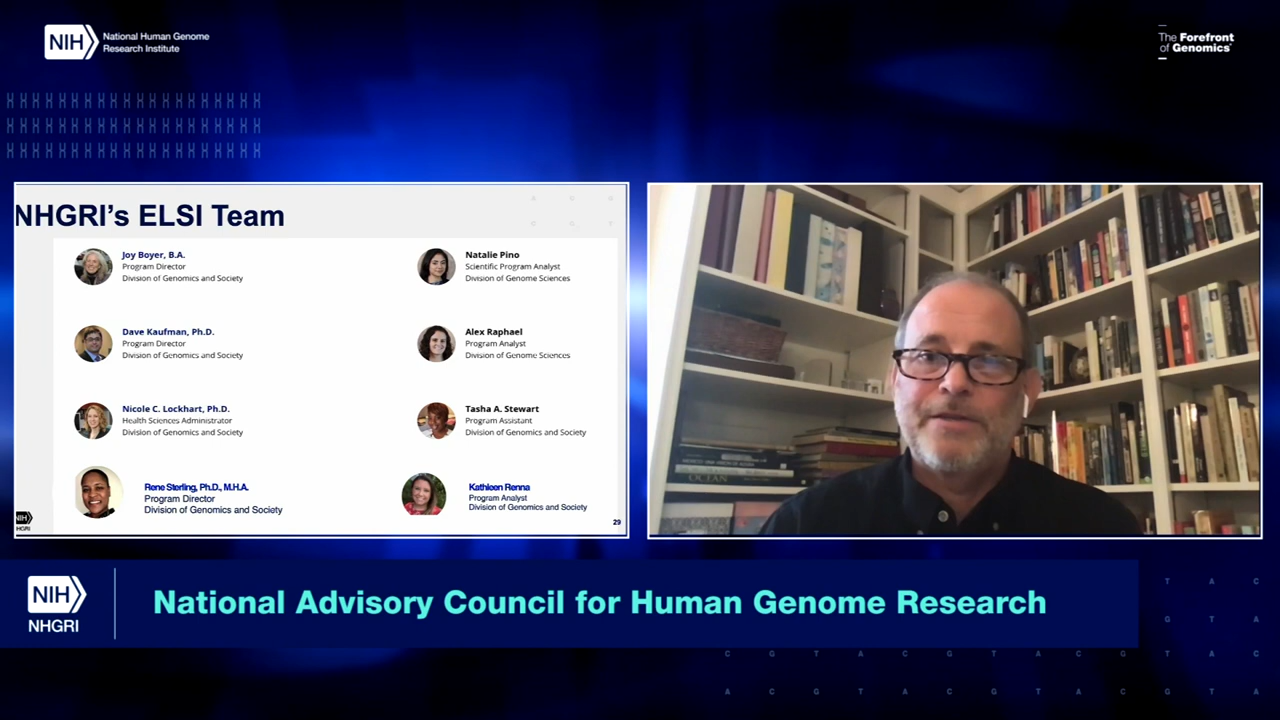 NIH
National Human Genome
Research Institute
The Forefront
of Genomics
NHGRI's ELSI Team
Joy Boyer, B.A.
Program Director
Division of Genomics and Society
Natalie Pino
Scientific Program Analyst
Division of Genome Sciences
Dave Kaufman, Ph.D.
Program Director
Division of Genomics and Society
Alex Raphael
Program Analyst
Division of Genome Sciences
Nicole C. Lockhart, Ph.D.
Health Sciences Administrator
Division of Genomics and Society
Tasha A. Stewart
Program Assistant
Division of Genomics and Society
Rene Sterling, Ph.D., M.H.A.
Program Director
Division of Genomics and Society
Kathleen Renna
Program Analyst
Division of Genomics and Society
NIH
NHGRI
29
OCEAN
NIH
NHGRI
National Advisory Council for Human Genome Research
T A C
G T A
C G T A C G T A C G T A C
A C G T A C G T A C G T A